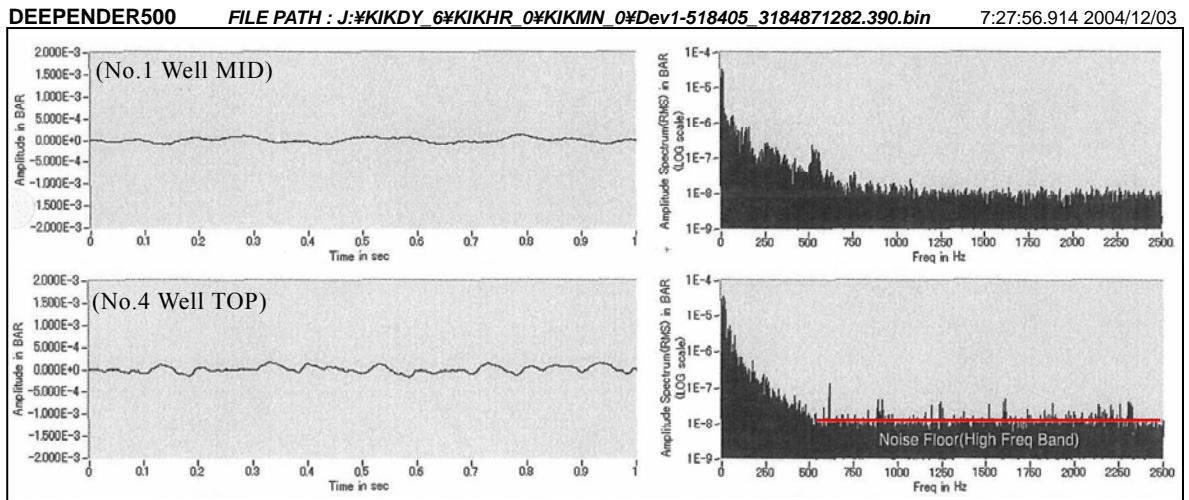 DEEPENDER500 FILE PATH : J:¥KIKDY_6¥KIKHR_0¥KIKMN_0¥Dev1-518405_3184871282.390.bin 7:27:56.914 2004/12/03
(No.1 Well MID)
Amplitude in BAR
2.000E-3
1.500E-3
1.000E-3
5.000E-4
0.000E+0
-5.000E-4
-1.000E-3
-1.500E-3
-2.000E-3
0 0.1 0.2 0.3 0.4 0.5 0.6 0.7 0.8 0.9 1
Time in sec
Amplitude Spectrum(RMS) in BAR
(LOG scale)
1E-4
1E-5
1E-6
1E-7
1E-8
1E-9
0 250 500 750 1000 1250 1500 1750 2000 2250 2500
Freq in Hz
(No.4 Well TOP)
Amplitude in BAR
2.000E-3
1.500E-3
1.000E-3
5.000E-4
0.000E+0
-5.000E-4
-1.000E-3
-1.500E-3
-2.000E-3
0 0.1 0.2 0.3 0.4 0.5 0.6 0.7 0.8 0.9 1
Time in sec
Amplitude Spectrum(RMS) in BAR
(LOG scale)
1E-4
1E-5
1E-6
1E-7
1E-8
1E-9
Noise Floor(High Freq Band)
0 250 500 750 1000 1250 1500 1750 2000 2250 2500
Freq in Hz